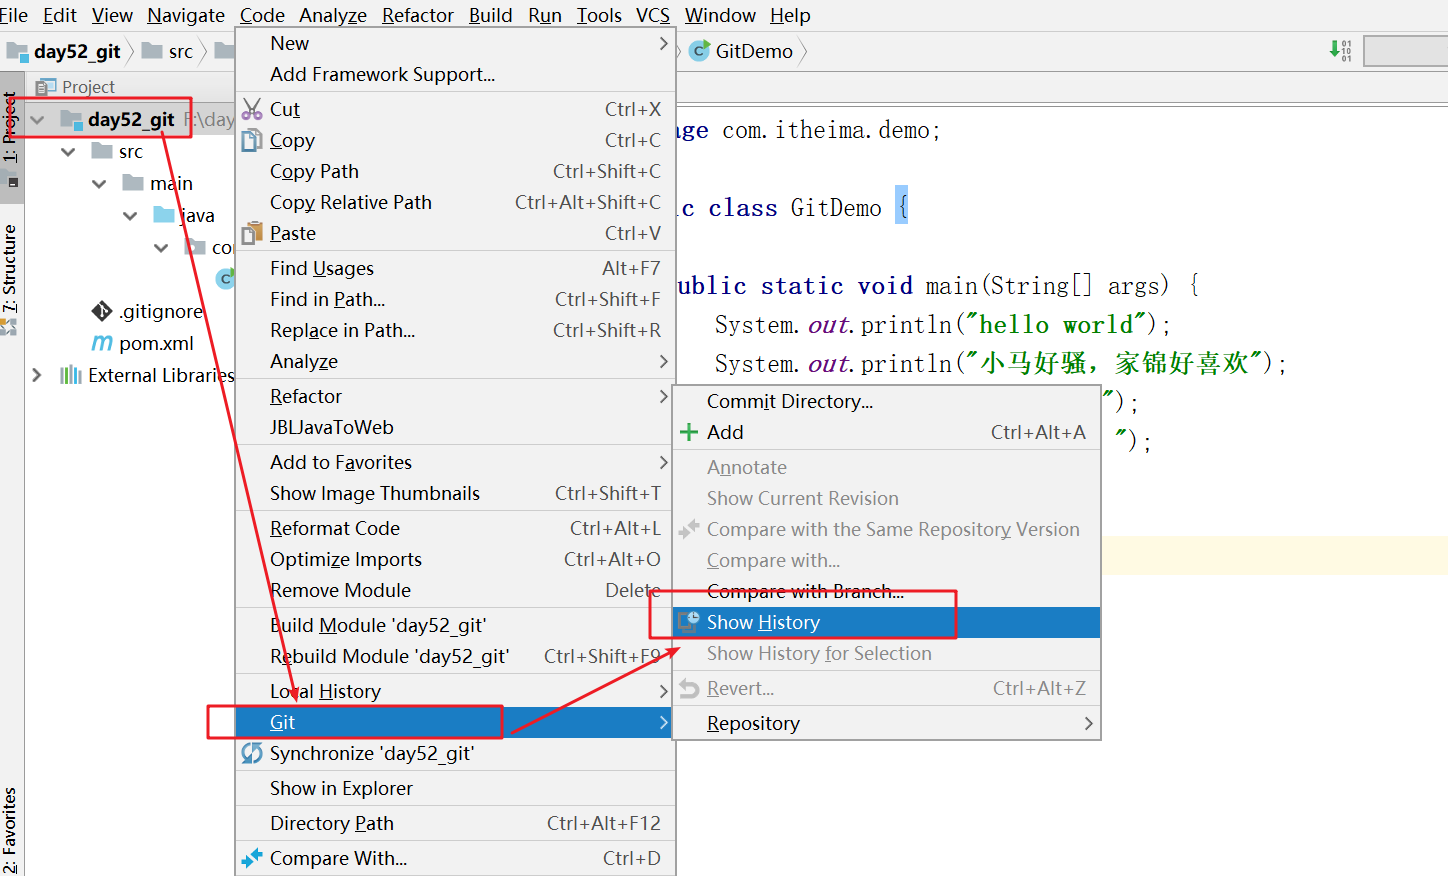 File Edit View Navigate Code Analyze Refactor Build Run Tools VCS Window Help
day52_git src GitDemo
Project
1: Project
7: Structure
2: Favorites
day52_git F:\day
src
main
java
.gitignore
pom.xml
External Libraries
New
Add Framework Support...
Cut Ctrl+X
Copy Ctrl+C
Copy Path Ctrl+Shift+C
Copy Relative Path Ctrl+Alt+Shift+C
Paste Ctrl+V
Find Usages Alt+F7
Find in Path... Ctrl+Shift+F
Replace in Path... Ctrl+Shift+R
Analyze
Refactor
JBLJavaToWeb
Add to Favorites
Show Image Thumbnails Ctrl+Shift+T
Reformat Code Ctrl+Alt+L
Optimize Imports Ctrl+Alt+O
Remove Module Delete
Build Module 'day52_git'
Rebuild Module 'day52_git' Ctrl+Shift+F9
Local History
Git
Synchronize 'day52_git'
Show in Explorer
Directory Path Ctrl+Alt+F12
Compare With... Ctrl+D
age com.itheima.demo;
ic class GitDemo {
ublic static void main(String[] args) {
System.out.println("hello world");
System.out.println("小马好骚，家锦好喜欢");
");
");
Commit Directory...
Add Ctrl+Alt+A
Annotate
Show Current Revision
Compare with the Same Repository Version
Compare with...
Compare with Branch...
Show History
Show History for Selection
Revert... Ctrl+Alt+Z
Repository